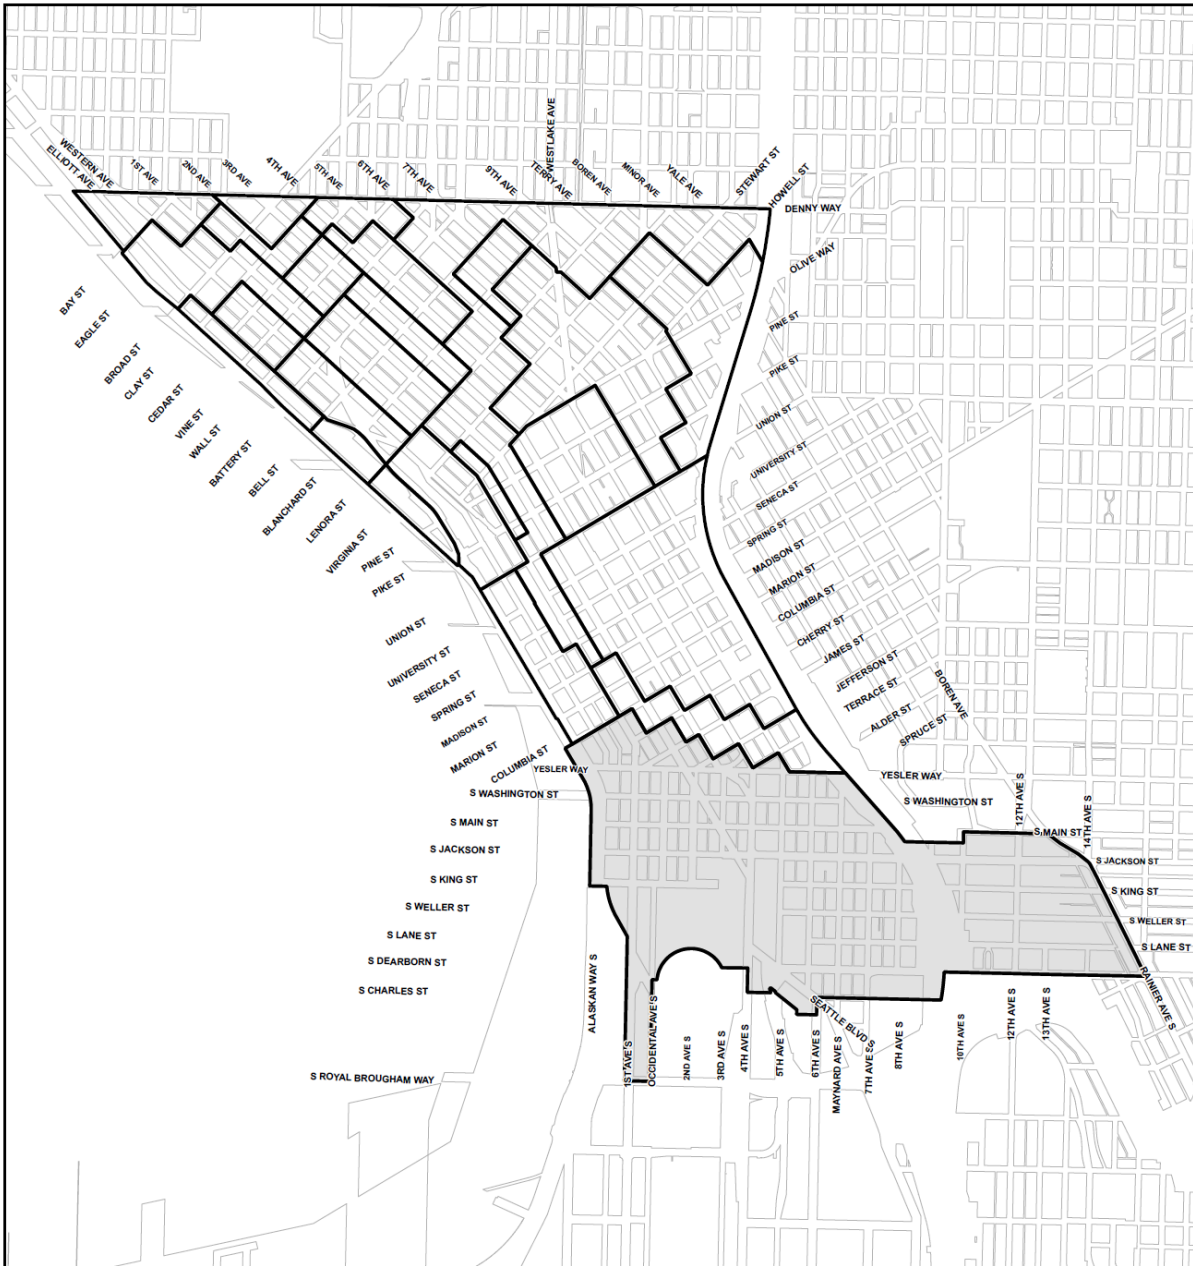 WESTLAKE AVE
WESTERN AVE
ELLIOTT AVE
1ST AVE
2ND AVE
3RD AVE
4TH AVE
5TH AVE
6TH AVE
7TH AVE
9TH AVE
TERRY AVE
BOREN AVE
MINOR AVE
YALE AVE
STEWART ST
HOWELL ST
DENNY WAY
OLIVE WAY
BAY ST
EAGLE ST
BROAD ST
CLAY ST
CEDAR ST
VINE ST
WALL ST
BATTERY ST
BELL ST
BLANCHARD ST
LENORA ST
VIRGINIA ST
PINE ST
PIKE ST
UNION ST
UNIVERSITY ST
SENECA ST
SPRING ST
MADISON ST
MARION ST
COLUMBIA ST
PINE ST
PIKE ST
UNION ST
UNIVERSITY ST
SENECA ST
SPRING ST
MADISON ST
MARION ST
COLUMBIA ST
CHERRY ST
JAMES ST
JEFFERSON ST
TERRACE ST
ALDER ST
SPRUCE ST
BOREN AVE
YESLER WAY
YESLER WAY
S WASHINGTON ST
S WASHINGTON ST
12TH AVE S
14TH AVE S
S MAIN ST
S MAIN ST
S JACKSON ST
S JACKSON ST
S KING ST
S KING ST
S WELLER ST
S WELLER ST
S LANE ST
S LANE ST
S DEARBORN ST
S CHARLES ST
RAINIER AVE S
ALASKAN WAY S
1ST AVE S
OCCIDENTAL AVE S
2ND AVE S
3RD AVE S
4TH AVE S
5TH AVE S
6TH AVE S
MAYNARD AVE S
SEATTLE BLVD S
7TH AVE S
8TH AVE S
10TH AVE S
12TH AVE S
13TH AVE S
S ROYAL BROUGHAM WAY